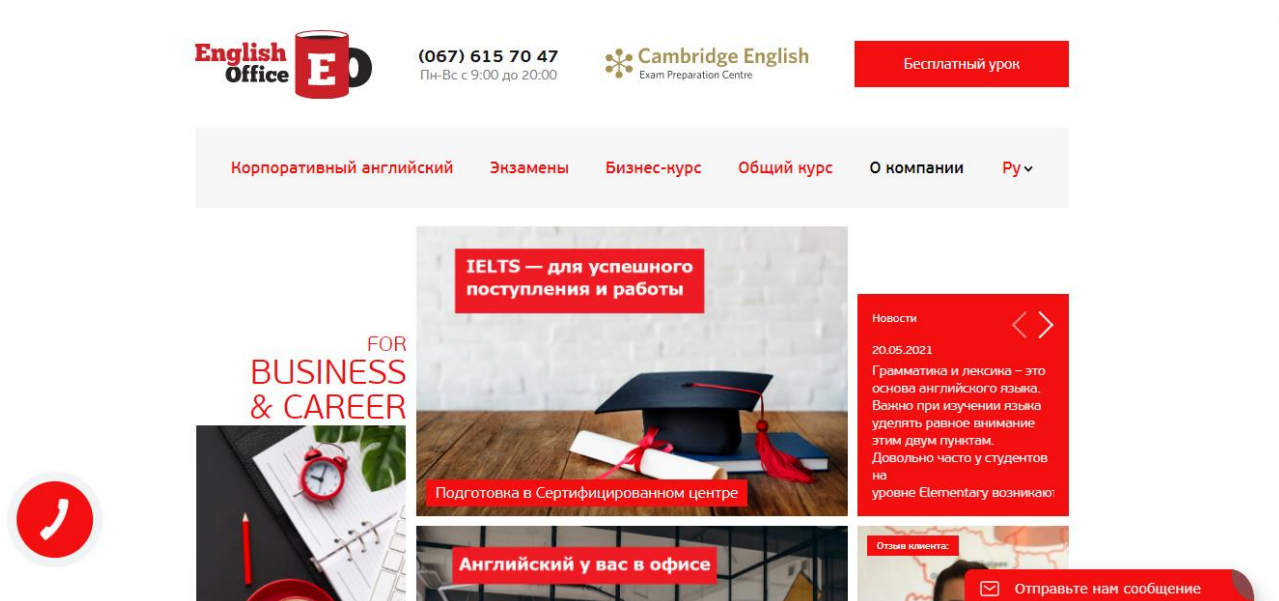 English
Office
EO
(067) 615 70 47
Пн-Вс с 9:00 до 20:00
Cambridge English
Exam Preparation Centre
Бесплатный урок
Корпоративный английский
Экзамены
Бизнес-курс
Общий курс
О компании
Ру
FOR
BUSINESS
& CAREER
IELTS — для успешного
поступления и работы
Подготовка в Сертифицированном центре
Новости
20.05.2021
Грамматика и лексика – это
основа английского языка.
Важно при изучении языка
уделять равное внимание
этим двум пунктам.
Довольно часто у студентов
на
уровне Elementary возникают
Английский у вас в офисе
Отзыв клиента:
Отправьте нам сообщение